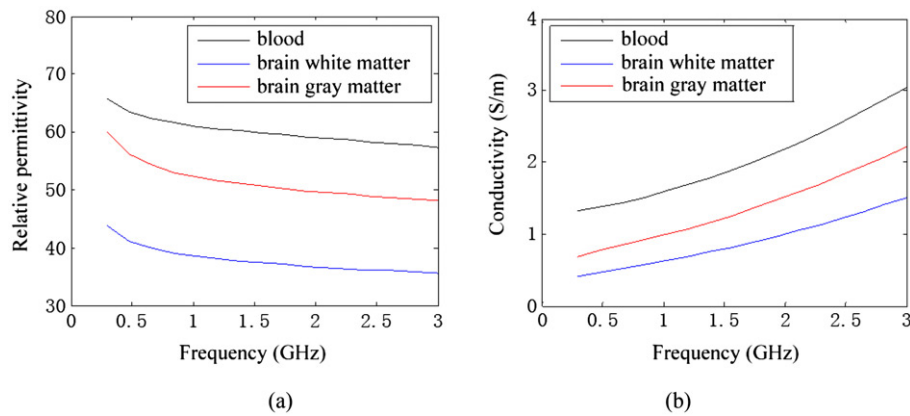 80
70
60
50
40
30
Relative permittivity
blood
brain white matter
brain gray matter
0 0.5 1 1.5 2 2.5 3
Frequency (GHz)
(a)
4
3
2
1
0
Conductivity (S/m)
blood
brain white matter
brain gray matter
0 0.5 1 1.5 2 2.5 3
Frequency (GHz)
(b)